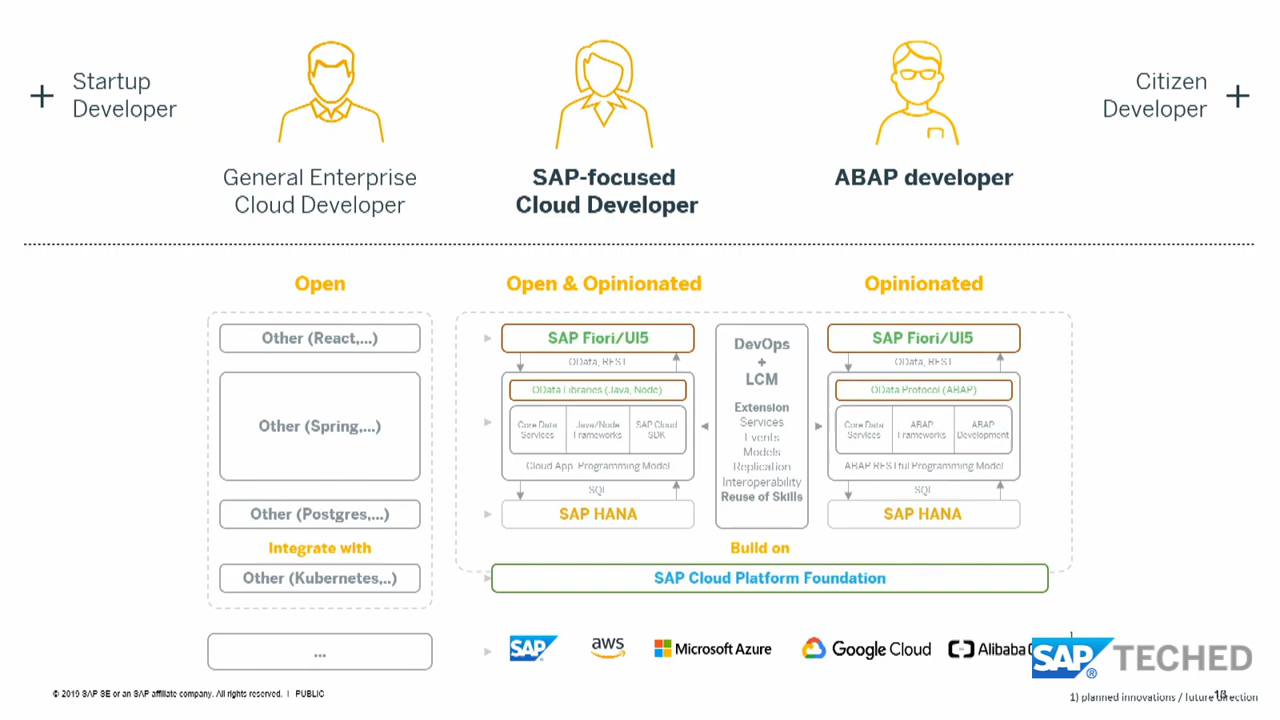 + Startup
Developer
Citizen +
Developer
General Enterprise
Cloud Developer
SAP-focused
Cloud Developer
ABAP developer
Open
Open & Opinionated
Opinionated
Other (React,...)
Other (Spring,...)
Other (Postgres,...)
Integrate with
Other (Kubernetes,..)
...
SAP Fiori/UI5
OData, REST
OData Libraries (Java, Node)
Core Data
Services
Java/Node
Frameworks
SAP Cloud
SDK
Cloud App. Programming Model
SQL
SAP HANA
DevOps
+
LCM
Extension
Services
Events
Models
Replication
Interoperability
Reuse of Skills
SAP Fiori/UI5
OData, REST
OData Protocol (ABAP)
Core Data
Services
ABAP
Frameworks
ABAP
Development
ABAP RESTful Programming Model
SQL
SAP HANA
Build on
SAP Cloud Platform Foundation
SAP
aws
Microsoft Azure
Google Cloud
Alibaba
1
SAP® TECHED
© 2019 SAP SE or an SAP affiliate company. All rights reserved. | PUBLIC
1) planned innovations / future direction